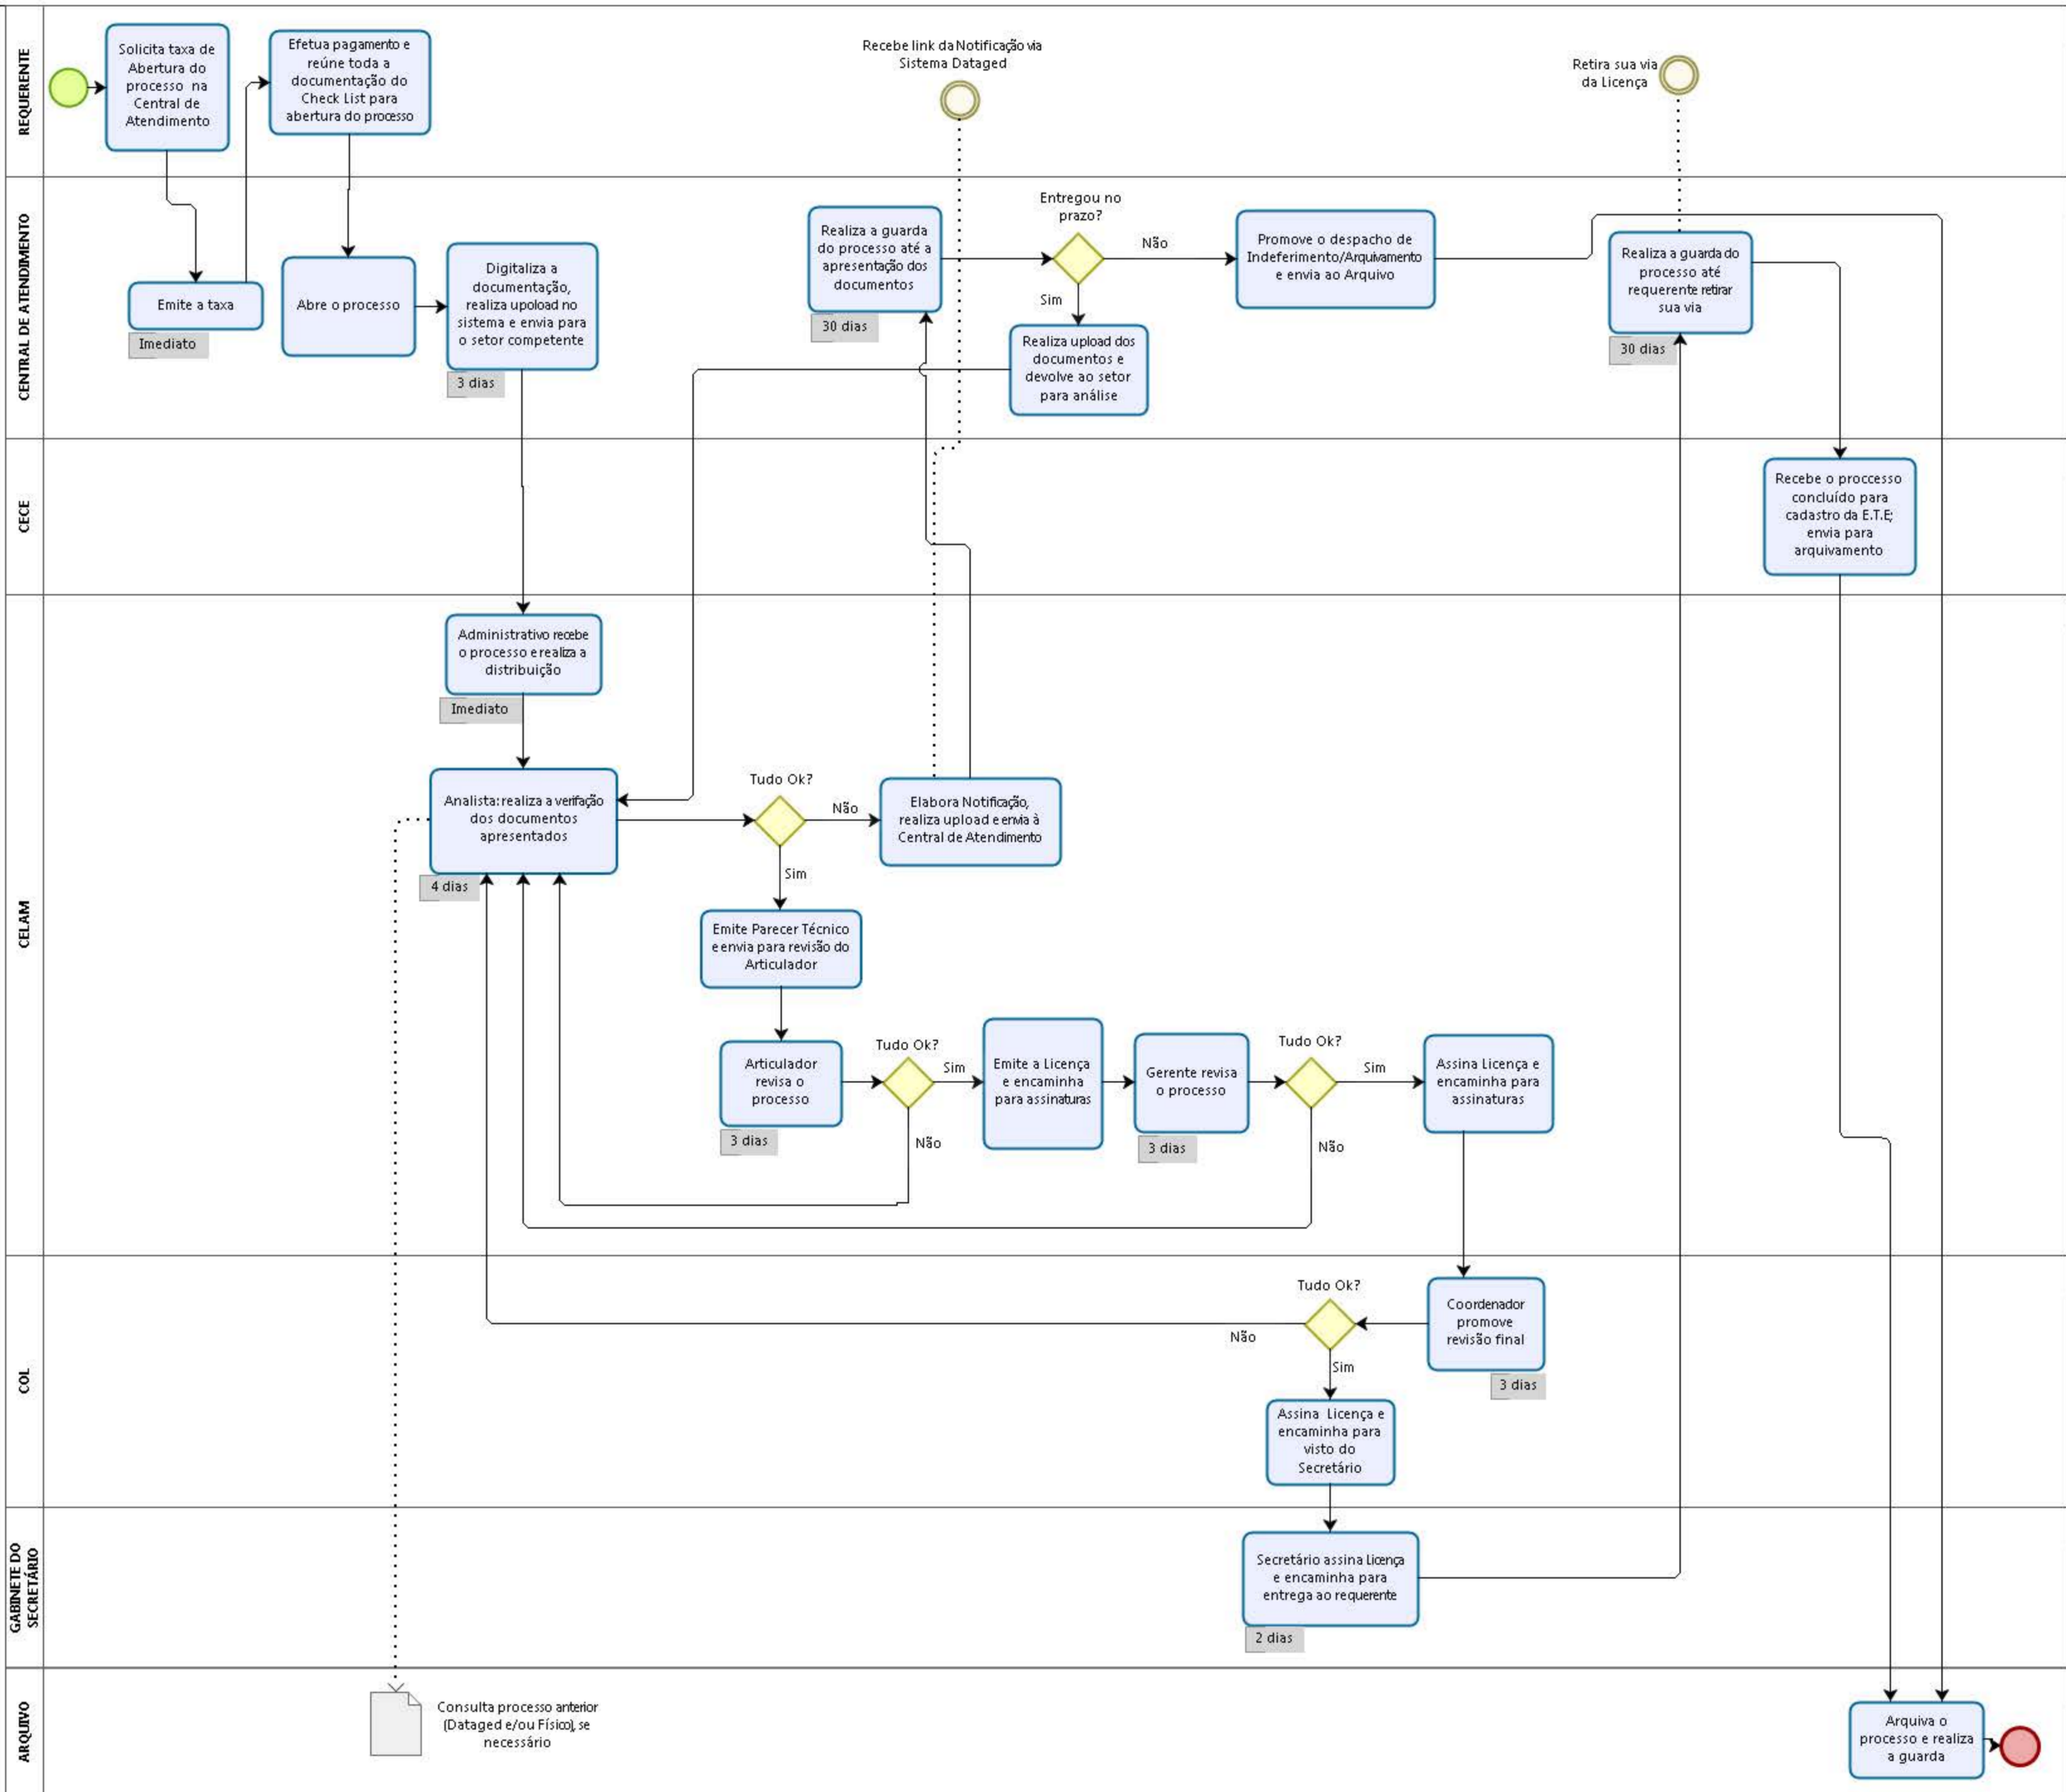 REQUERENTE
Solicita taxa de
Abertura do
processo na
Central de
Atendimento
Efetua pagamento e
reúne toda a
documentação do
Check List para
abertura do processo
Recebe link da Notificação via
Sistema Dataged
Retira sua via
da Licença
CENTRAL DE ATENDIMENTO
Emite a taxa
Imediato
Abre o processo
Digitaliza a
documentação,
realiza upoload no
sistema e envia para
o setor competente
3 dias
Realiza a guarda
do processo até a
apresentação dos
documentos
30 dias
Entregou no
prazo?
Não
Sim
Realiza upload dos
documentos e
devolve ao setor
para análise
Promove o despacho de
Indeferimento/Arquivamento
e envia ao Arquivo
Realiza a guarda do
processo até
requerente retirar
sua via
30 dias
CECE
Recebe o proccesso
concluído para
cadastro da E.T.E;
envia para
arquivamento
CELAM
Administrativo recebe
o processo e realiza a
distribuição
Imediato
Analista: realiza a verifação
dos documentos
apresentados
4 dias
Tudo Ok?
Não
Sim
Elabora Notificação,
realiza upload e envia à
Central de Atendimento
Emite Parecer Técnico
e envia para revisão do
Articulador
Articulador
revisa o
processo
3 dias
Tudo Ok?
Sim
Não
Emite a Licença
e encaminha
para assinaturas
Gerente revisa
o processo
3 dias
Tudo Ok?
Sim
Não
Assina Licença e
encaminha para
assinaturas
COL
Coordenador
promove
revisão final
3 dias
Tudo Ok?
Não
Sim
Assina Licença e
encaminha para
visto do
Secretário
GABINETE DO
SECRETÁRIO
Secretário assina Licença
e encaminha para
entrega ao requerente
2 dias
ARQUIVO
Consulta processo anterior
(Dataged e/ou Físico), se
necessário
Arquiva o
processo e realiza
a guarda